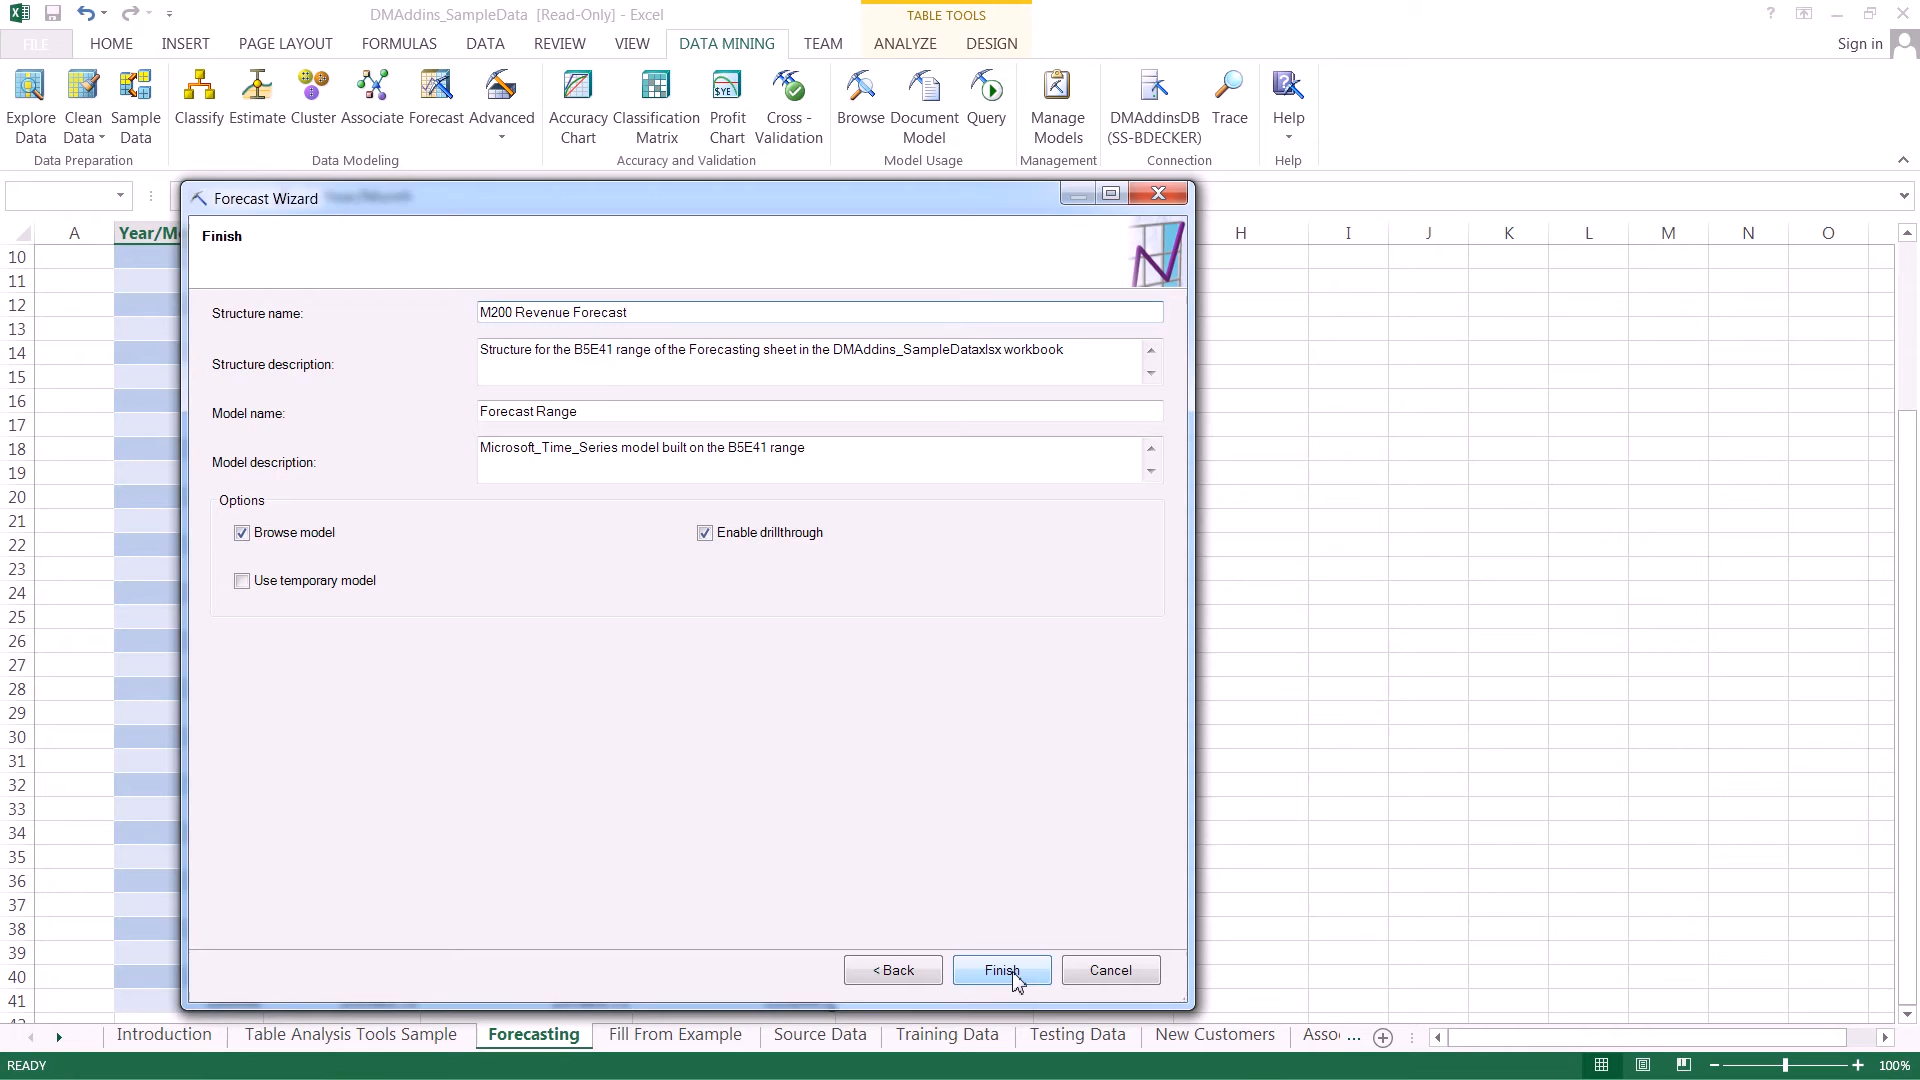 DMAddins_SampleData [Read-Only] - Excel
TABLE TOOLS
?
FILE
HOME
INSERT
PAGE LAYOUT
FORMULAS
DATA
REVIEW
VIEW
DATA MINING
TEAM
ANALYZE
DESIGN
Sign in
Explore Data
Clean Data
Sample Data
Classify
Estimate
Cluster
Associate
Forecast
Advanced
Accuracy Chart
Classification Matrix
$YE
Profit Chart
Cross - Validation
Browse
Document Model
Query
Manage Models
DMAddinsDB (SS-BDECKER)
Trace
Help
Data Preparation
Data Modeling
Accuracy and Validation
Model Usage
Management
Connection
Help
Forecast Wizard
Finish
Structure name:
M200 Revenue Forecast
Structure description:
Structure for the B5E41 range of the Forecasting sheet in the DMAddins_SampleDataxlsx workbook
Model name:
Forecast Range
Model description:
Microsoft_Time_Series model built on the B5E41 range
Options
Browse model
Enable drillthrough
Use temporary model
< Back
Finish
Cancel
A
H
I
J
K
L
M
N
O
10
11
12
13
14
15
16
17
18
19
20
21
22
23
24
25
26
27
28
29
30
31
32
33
34
35
36
37
38
39
40
41
Introduction
Table Analysis Tools Sample
Forecasting
Fill From Example
Source Data
Training Data
Testing Data
New Customers
Asso ...
READY
100%